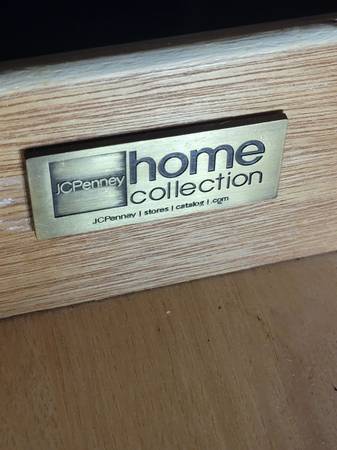 JCPenney home
collection
JCPenney | stores | catalog | .com